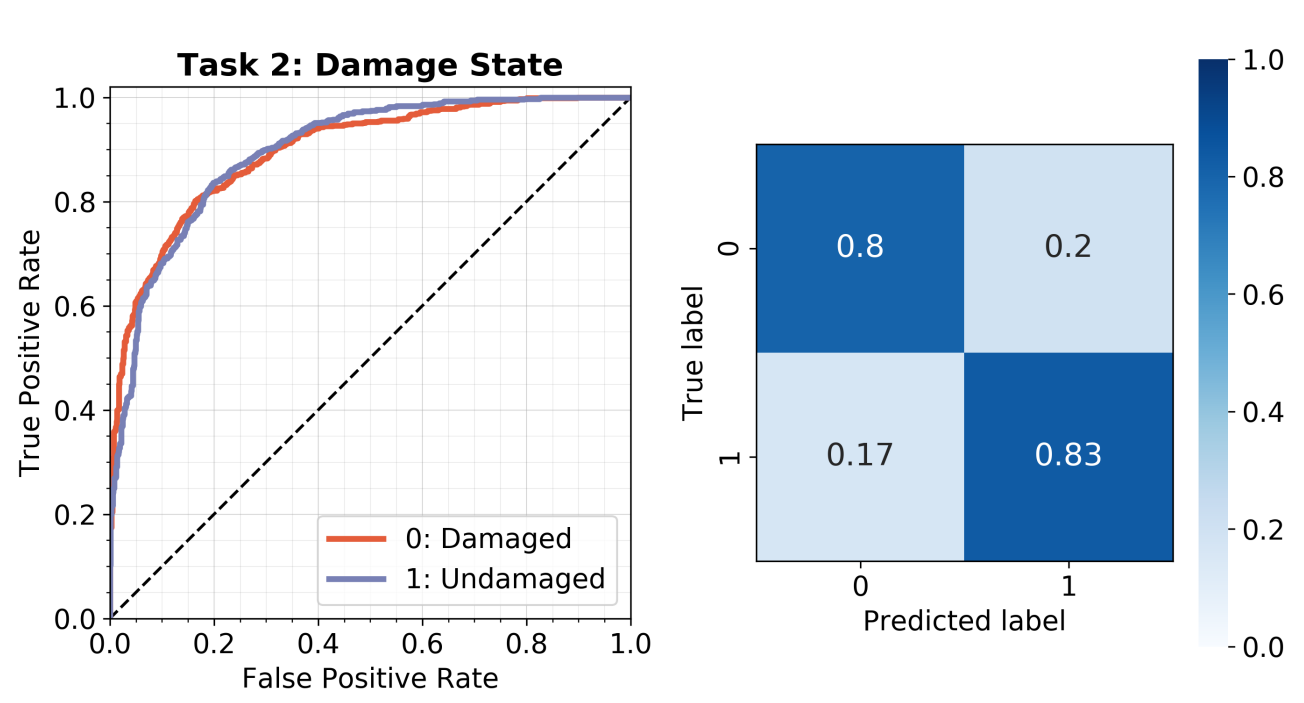 Task 2: Damage State
1.0
0.8
0.6
0.4
0.2
0.0
True Positive Rate
0.0 0.2 0.4 0.6 0.8 1.0
False Positive Rate
0: Damaged
1: Undamaged
True label
0
1
0.8 0.2
0.17 0.83
0 1
Predicted label
1.0
0.8
0.6
0.4
0.2
0.0